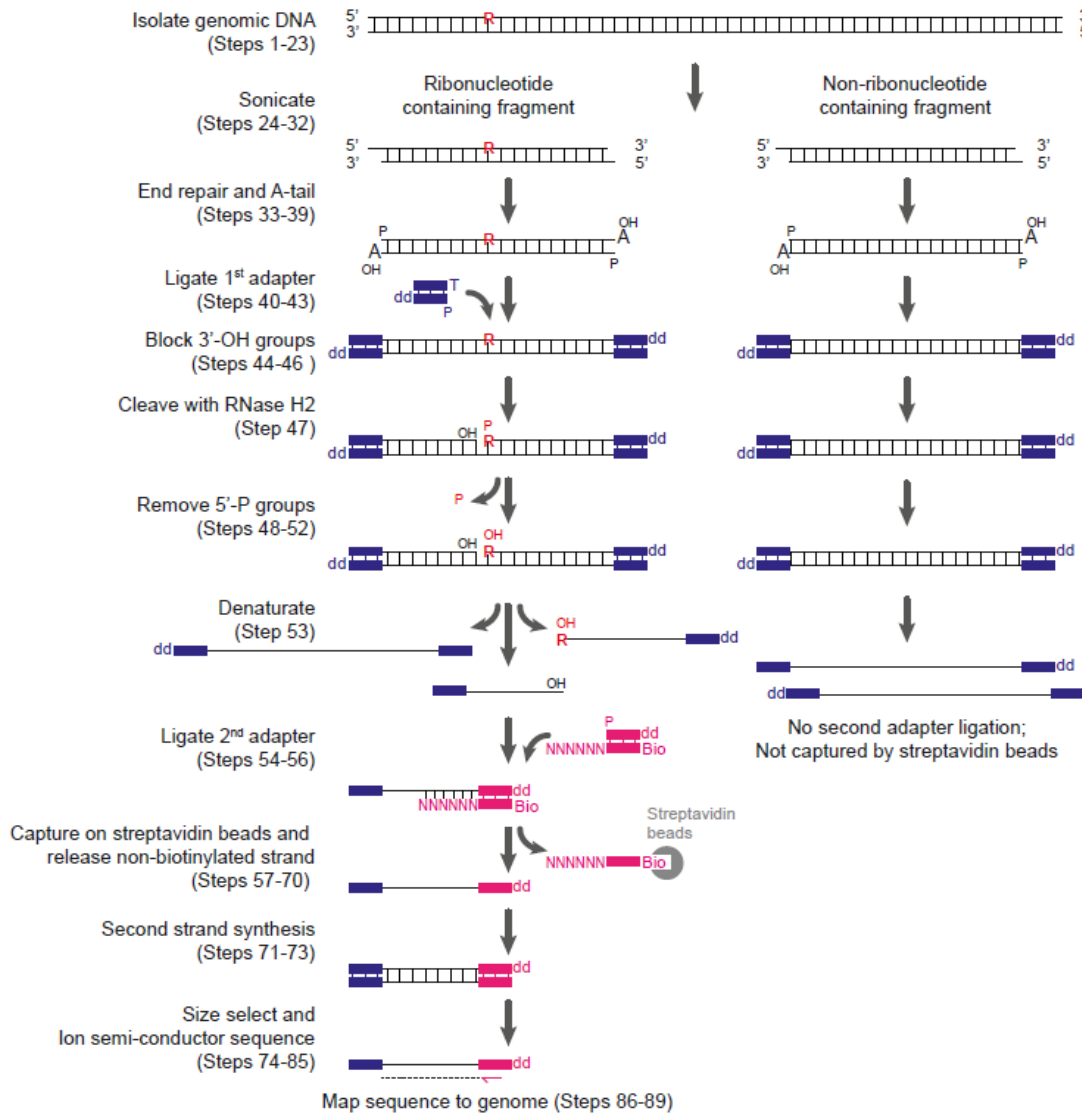 Isolate genomic DNA
(Steps 1-23)
5’
3’
R
3
5
Sonicate
(Steps 24-32)
Ribonucleotide
containing fragment
Non-ribonucleotide
containing fragment
5’
3’
R
3’
5’
5’
3’
3’
5’
End repair and A-tail
(Steps 33-39)
P
A
OH
R
OH
A
P
P
A
OH
OH
A
P
Ligate 1st adapter
(Steps 40-43)
dd
T
P
Block 3’-OH groups
(Steps 44-46 )
dd
R
dd
dd
dd
Cleave with RNase H2
(Step 47)
dd
OH
P
R
dd
dd
dd
Remove 5’-P groups
(Steps 48-52)
P
dd
OH
OH
R
dd
dd
dd
Denaturate
(Step 53)
dd
OH
R
dd
OH
dd
dd
No second adapter ligation;
Not captured by streptavidin beads
Ligate 2nd adapter
(Steps 54-56)
P
dd
NNNNNN
Bio
dd
NNNNNN
Bio
Capture on streptavidin beads and
release non-biotinylated strand
(Steps 57-70)
Streptavidin
beads
NNNNNN
Bio
dd
Second strand synthesis
(Steps 71-73)
dd
Size select and
Ion semi-conductor sequence
(Steps 74-85)
dd
Map sequence to genome (Steps 86-89)